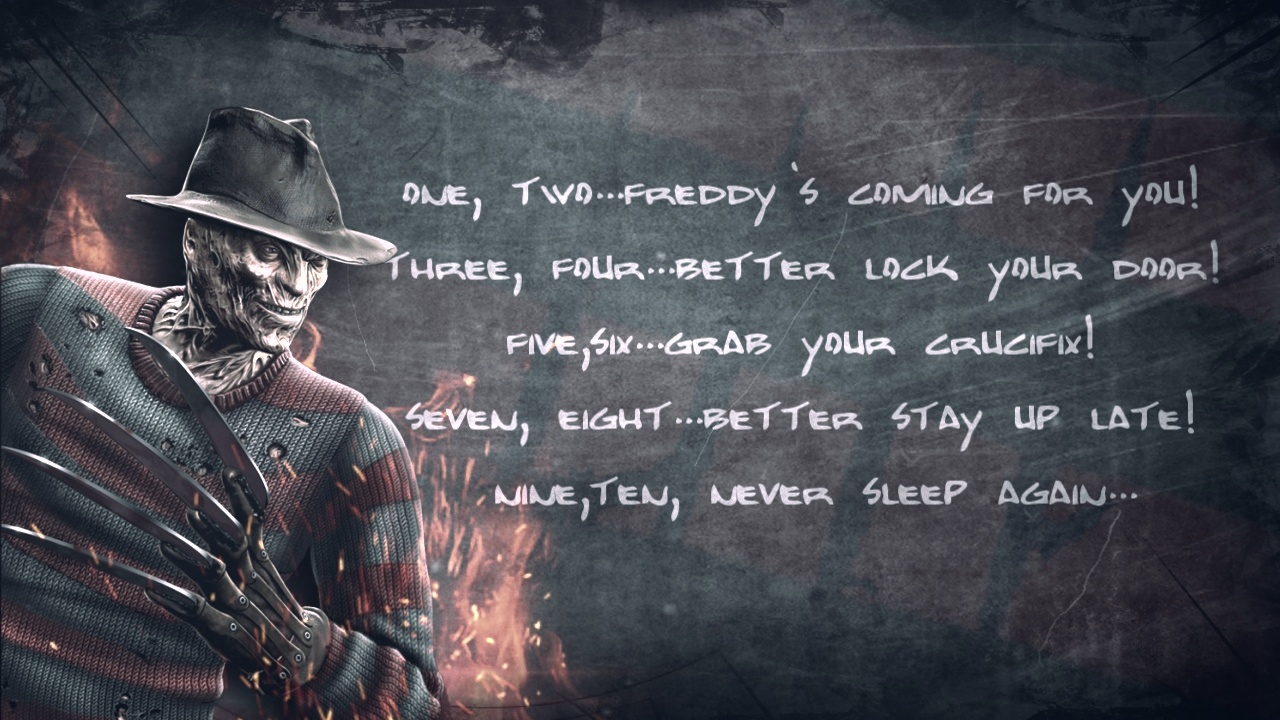 ONE, TWO...FREDDY`S COMING FOR YOU!
THREE, FOUR...BETTER LOCK YOUR DOOR!
FIVE,SIX...GRAB YOUR CRUCIFIX!
SEVEN, EIGHT...BETTER STAY UP LATE!
NINE,TEN, NEVER SLEEP AGAIN...